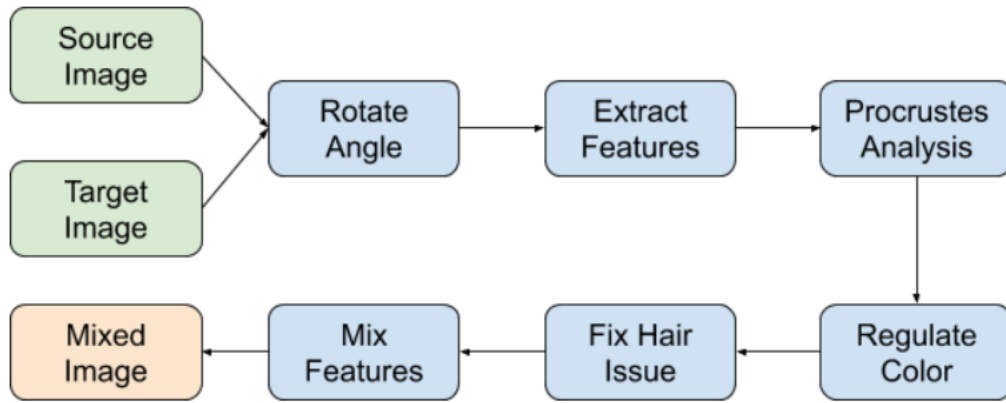 Source
Image
Rotate
Angle
Extract
Features
Procrustes
Analysis
Target
Image
Mixed
Image
Mix
Features
Fix Hair
Issue
Regulate
Color